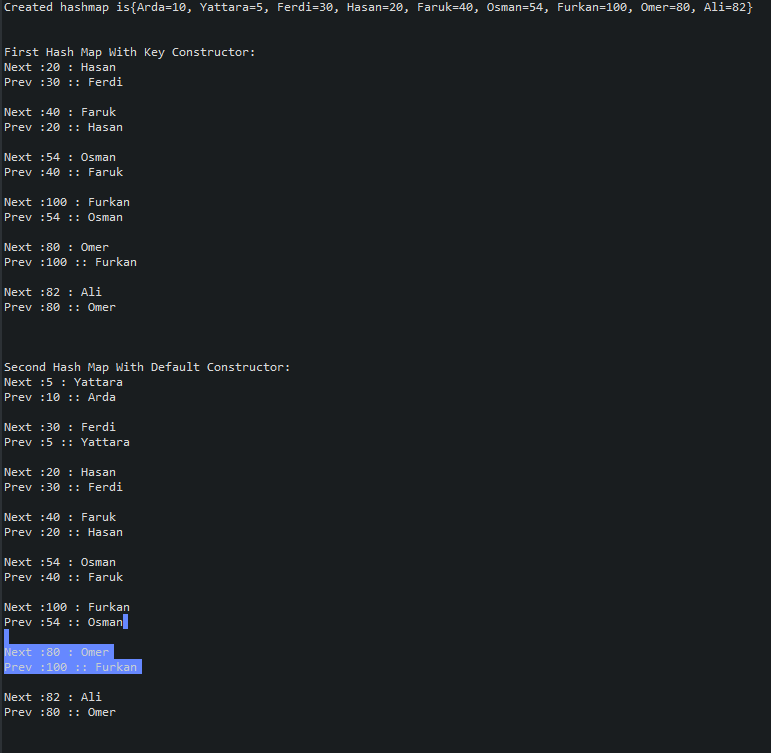 Created hashmap is{Arda=10, Yattara=5, Ferdi=30, Hasan=20, Faruk=40, Osman=54, Furkan=100, Omer=80, Ali=82}
First Hash Map With Key Constructor:
Next :20 : Hasan
Prev :30 :: Ferdi
Next :40 : Faruk
Prev :20 :: Hasan
Next :54 : Osman
Prev :40 :: Faruk
Next :100 : Furkan
Prev :54 :: Osman
Next :80 : Omer
Prev :100 :: Furkan
Next :82 : Ali
Prev :80 :: Omer
Second Hash Map With Default Constructor:
Next :5 : Yattara
Prev :10 :: Arda
Next :30 : Ferdi
Prev :5 :: Yattara
Next :20 : Hasan
Prev :30 :: Ferdi
Next :40 : Faruk
Prev :20 :: Hasan
Next :54 : Osman
Prev :40 :: Faruk
Next :100 : Furkan
Prev :54 :: Osman
Next :80 : Omer
Prev :100 :: Furkan
Next :82 : Ali
Prev :80 :: Omer